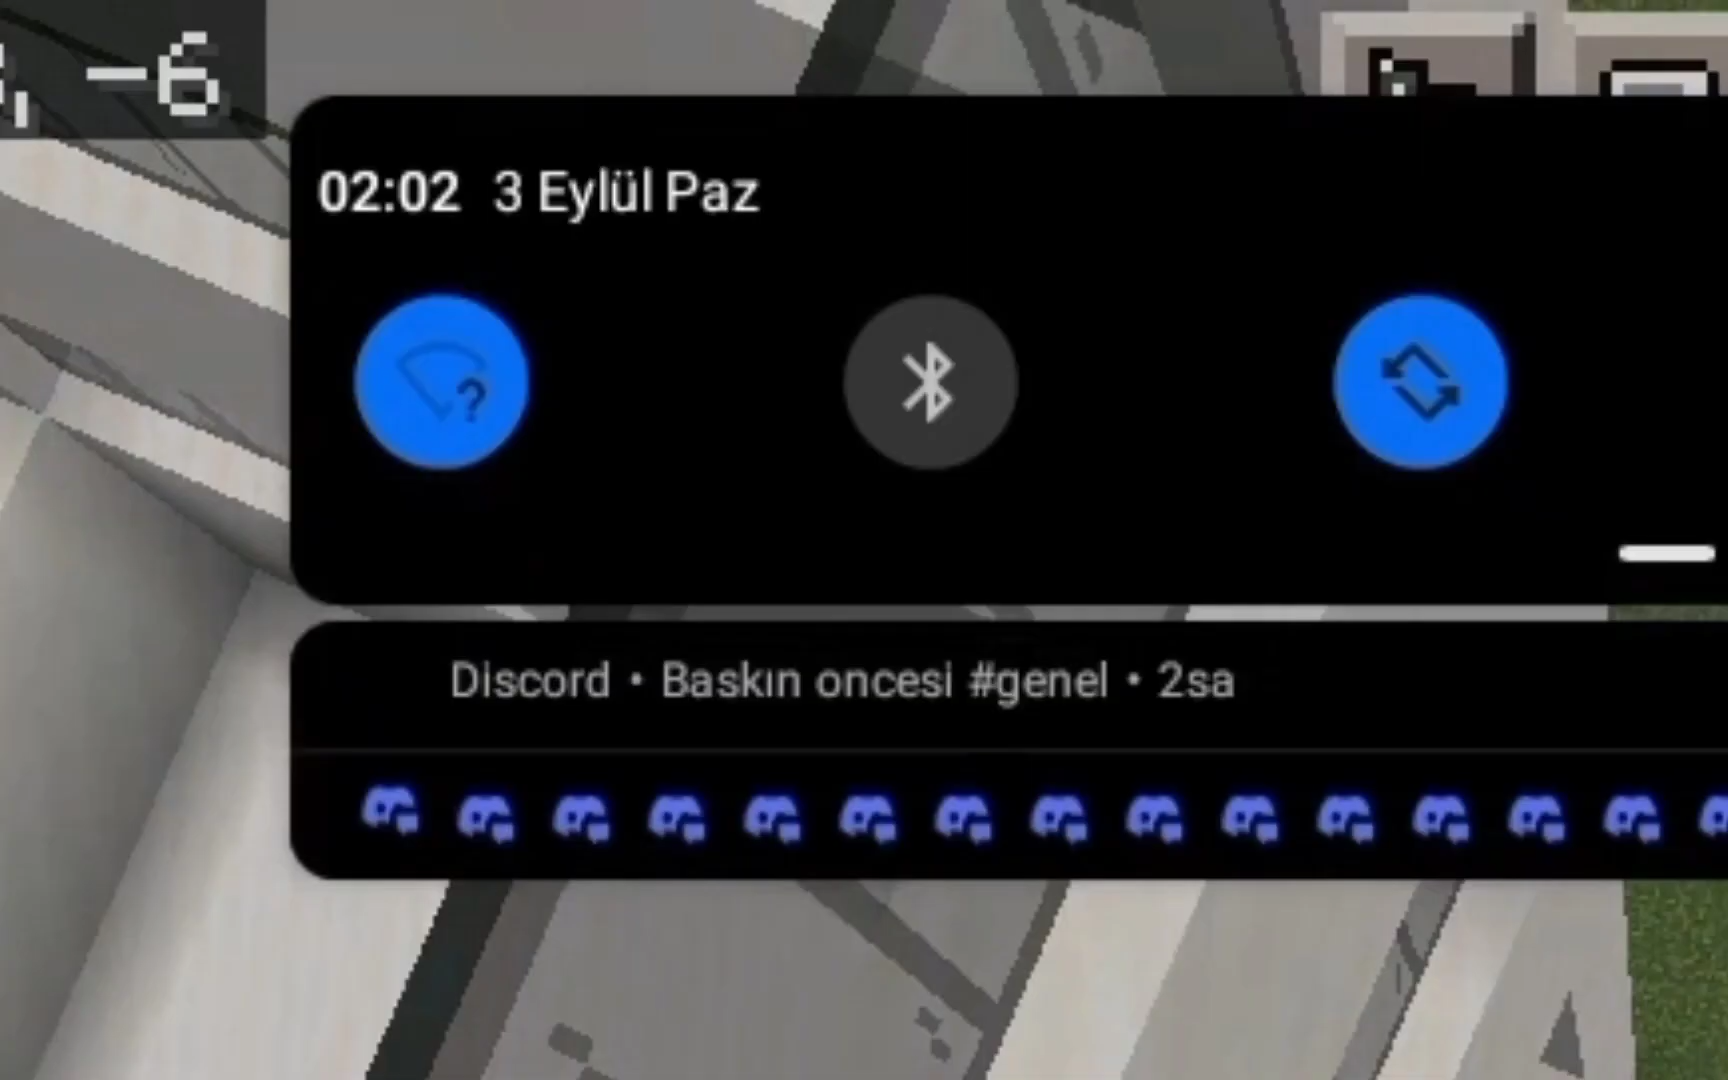 , -6
02:02 3 Eylül Paz
Discord • Baskın oncesi #genel • 2sa